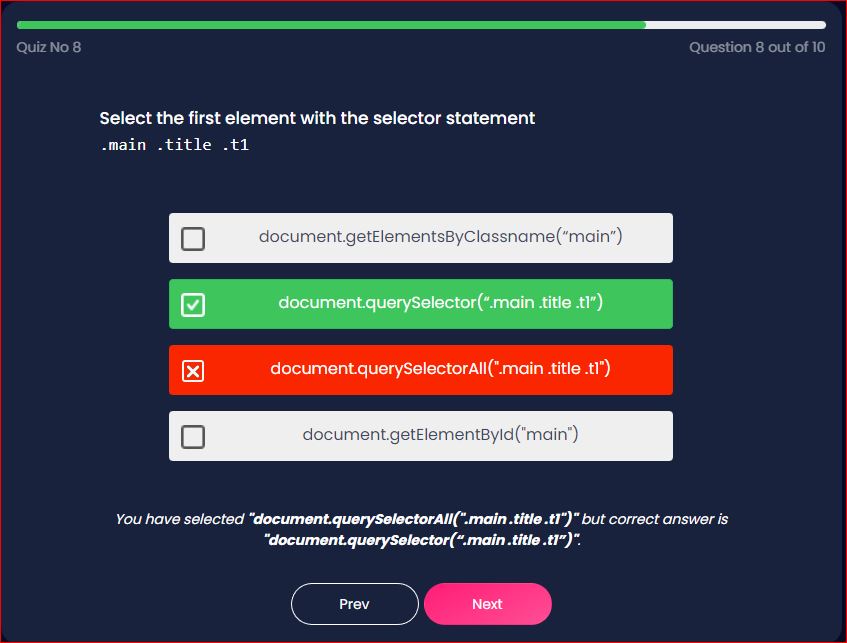 Quiz No 8
Question 8 out of 10
Select the first element with the selector statement
.main .title .t1
document.getElementsByClassname(“main”)
document.querySelector(“.main .title .t1”)
document.querySelectorAll(".main .title .t1")
document.getElementById("main")
You have selected "document.querySelectorAll(".main .title .t1")" but correct answer is
"document.querySelector(“.main .title .t1”)".
Prev
Next